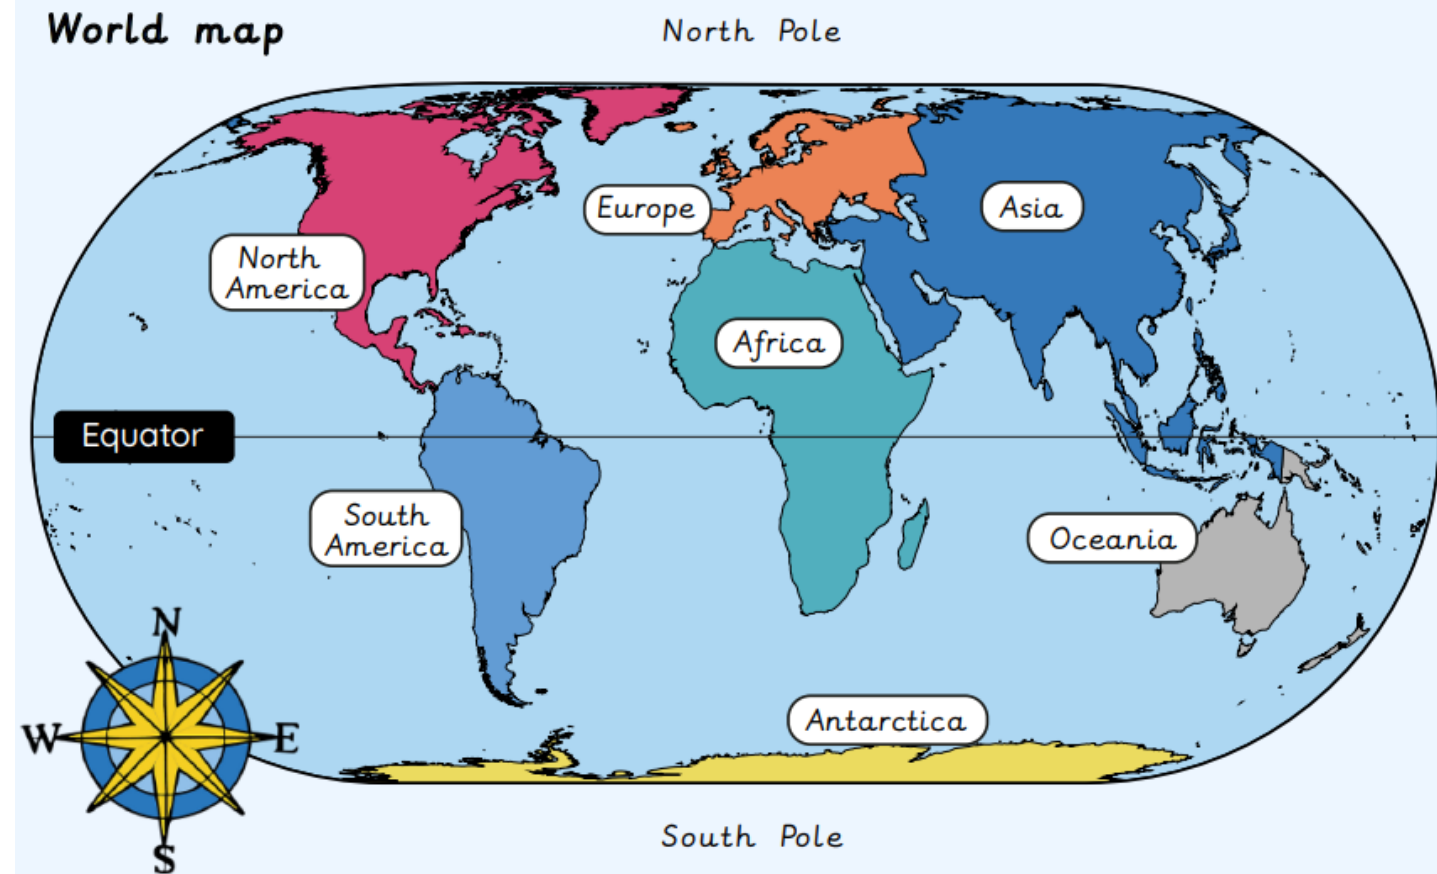 World map
North Pole
Europe
Asia
North
America
Africa
Equator
South
America
Oceania
N
Antarctica
W
E
South Pole
S